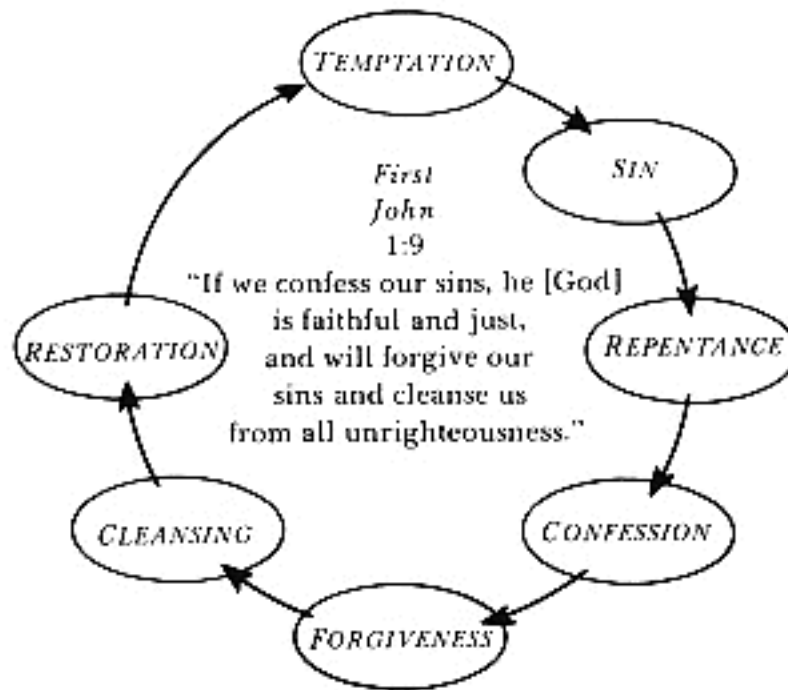 TEMPTATION
SIN
REPENTANCE
CONFESSION
FORGIVENESS
CLEANSING
RESTORATION
First
John
1:9
"If we confess our sins, he [God]
is faithful and just,
and will forgive our
sins and cleanse us
from all unrighteousness."